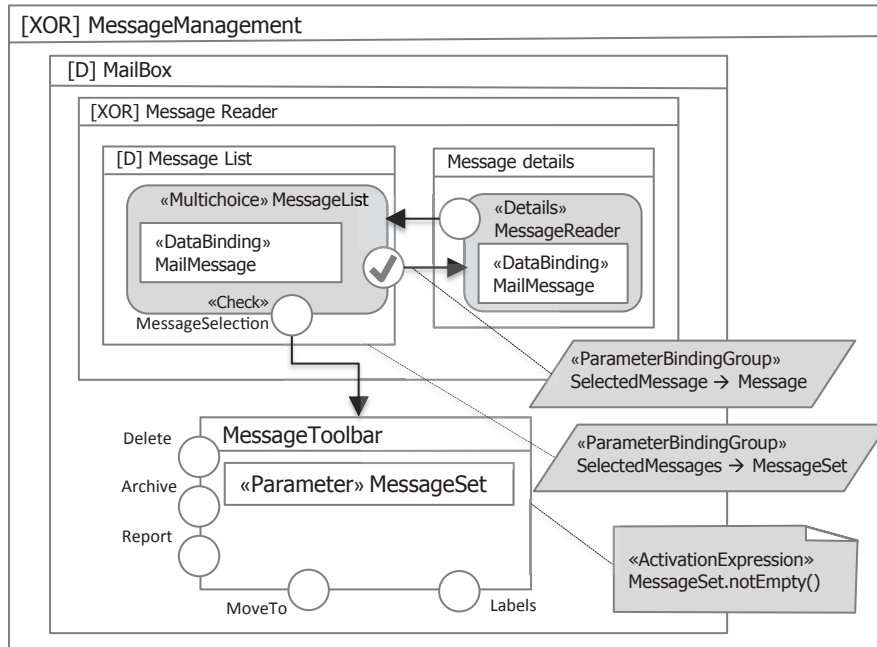 [XOR] MessageManagement
[D] MailBox
[XOR] Message Reader
[D] Message List
Message details
«Multichoice» MessageList
«Details»
MessageReader
«DataBinding»
MailMessage
«DataBinding»
MailMessage
«Check»
MessageSelection
«ParameterBindingGroup»
SelectedMessage → Message
«ParameterBindingGroup»
SelectedMessages → MessageSet
Delete
MessageToolbar
Archive
«Parameter» MessageSet
Report
«ActivationExpression»
MessageSet.notEmpty()
MoveTo
Labels